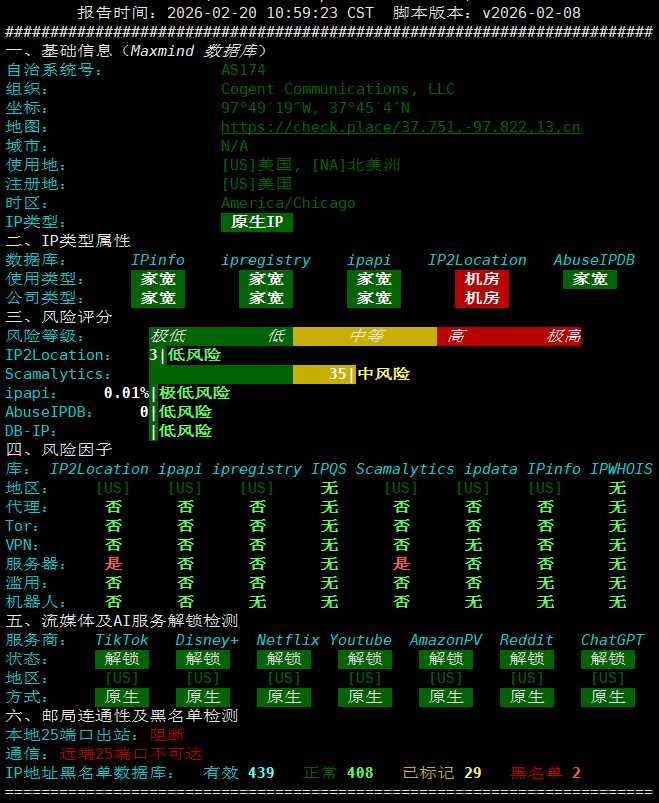 报告时间：2026-02-20 10:59:23 CST  脚本版本：v2026-02-08
########################################################################
一、基础信息（Maxmind 数据库）
自治系统号： AS174
组织： Cogent Communications, LLC
坐标： 97°49′19″W, 37°45′4″N
地图： https://check.place/37.751,-97.822,13,cn
城市： N/A
使用地： [US]美国, [NA]北美洲
注册地： [US]美国
时区： America/Chicago
IP类型： 原生IP
二、IP类型属性
数据库： IPinfo ipregistry ipapi IP2Location AbuseIPDB
使用类型： 家宽 家宽 家宽 机房 家宽
公司类型： 家宽 家宽 家宽 机房
三、风险评分
风险等级： 极低 低 中等 高 极高
IP2Location： 3|低风险
Scamalytics： 35|中风险
ipapi： 0.01%|极低风险
AbuseIPDB： 0|低风险
DB-IP： |低风险
四、风险因子
库： IP2Location ipapi ipregistry IPQS Scamalytics ipdata IPinfo IPWHOIS
地区： [US] [US] [US] 无 [US] [US] [US] 无
代理： 否 否 否 无 否 否 否 无
Tor： 否 否 否 无 否 否 否 无
VPN： 否 否 否 无 否 无 否 无
服务器： 是 否 否 无 是 否 否 无
滥用： 否 否 否 无 否 否 无 无
机器人： 否 否 无 无 否 无 无 无
五、流媒体及AI服务解锁检测
服务商： TikTok Disney+ Netflix Youtube AmazonPV Reddit ChatGPT
状态： 解锁 解锁 解锁 解锁 解锁 解锁 解锁
地区： [US] [US] [US] [US] [US] [US] [US]
方式： 原生 原生 原生 原生 原生 原生 原生
六、邮局连通性及黑名单检测
本地25端口出站：阻断
通信：远端25端口不可达
IP地址黑名单数据库： 有效 439 正常 408 已标记 29 黑名单 2
========================================================================